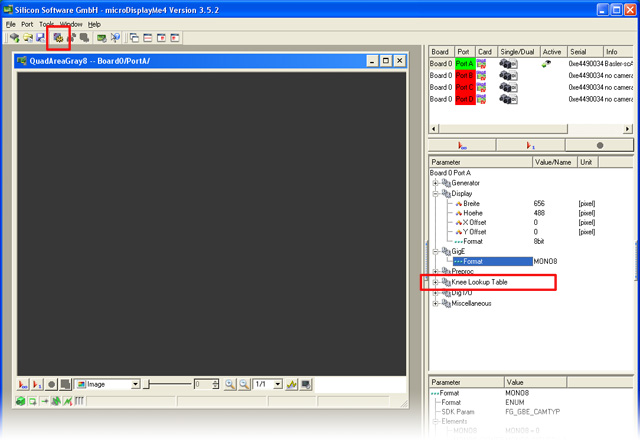 Silicon Software GmbH - microDisplayMe4 Version 3.5.2
File Port Tools Window Help
QuadAreaGray8 -- Board0/PortA/
Image
0
1/1
Board Port Card Single/Dual Active Serial Info
Board 0 Port A 0xe4490034 Basler-scA
Board 0 Port B 0xe4490034 no camera
Board 0 Port C 0xe4490034 no camera
Board 0 Port D 0xe4490034 no camera
Parameter Value/Name Unit
Board 0 Port A
Generator
Display
Breite 656 [pixel]
Hoehe 488 [pixel]
X Offset 0 [pixel]
Y Offset 0 [pixel]
Format 8bit
GigE
Format MONO8
Preproc
Knee Lookup Table
Dig I/O
Miscellaneous
Parameter Value
Format MONO8
Format ENUM
SDK Param FG_GBE_CAMTYP
Elements
MONO8 MONO8 = 0